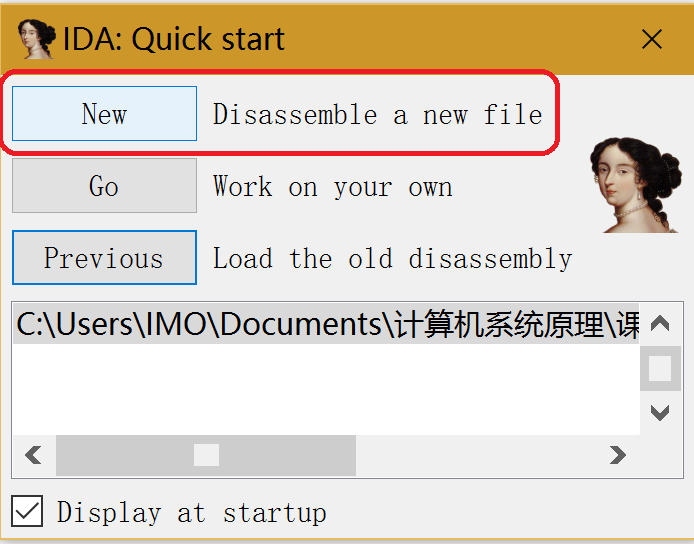 IDA: Quick start
New Disassemble a new file
Go Work on your own
Previous Load the old disassembly
C:\Users\IMO\Documents\计算机系统原理\课
Display at startup